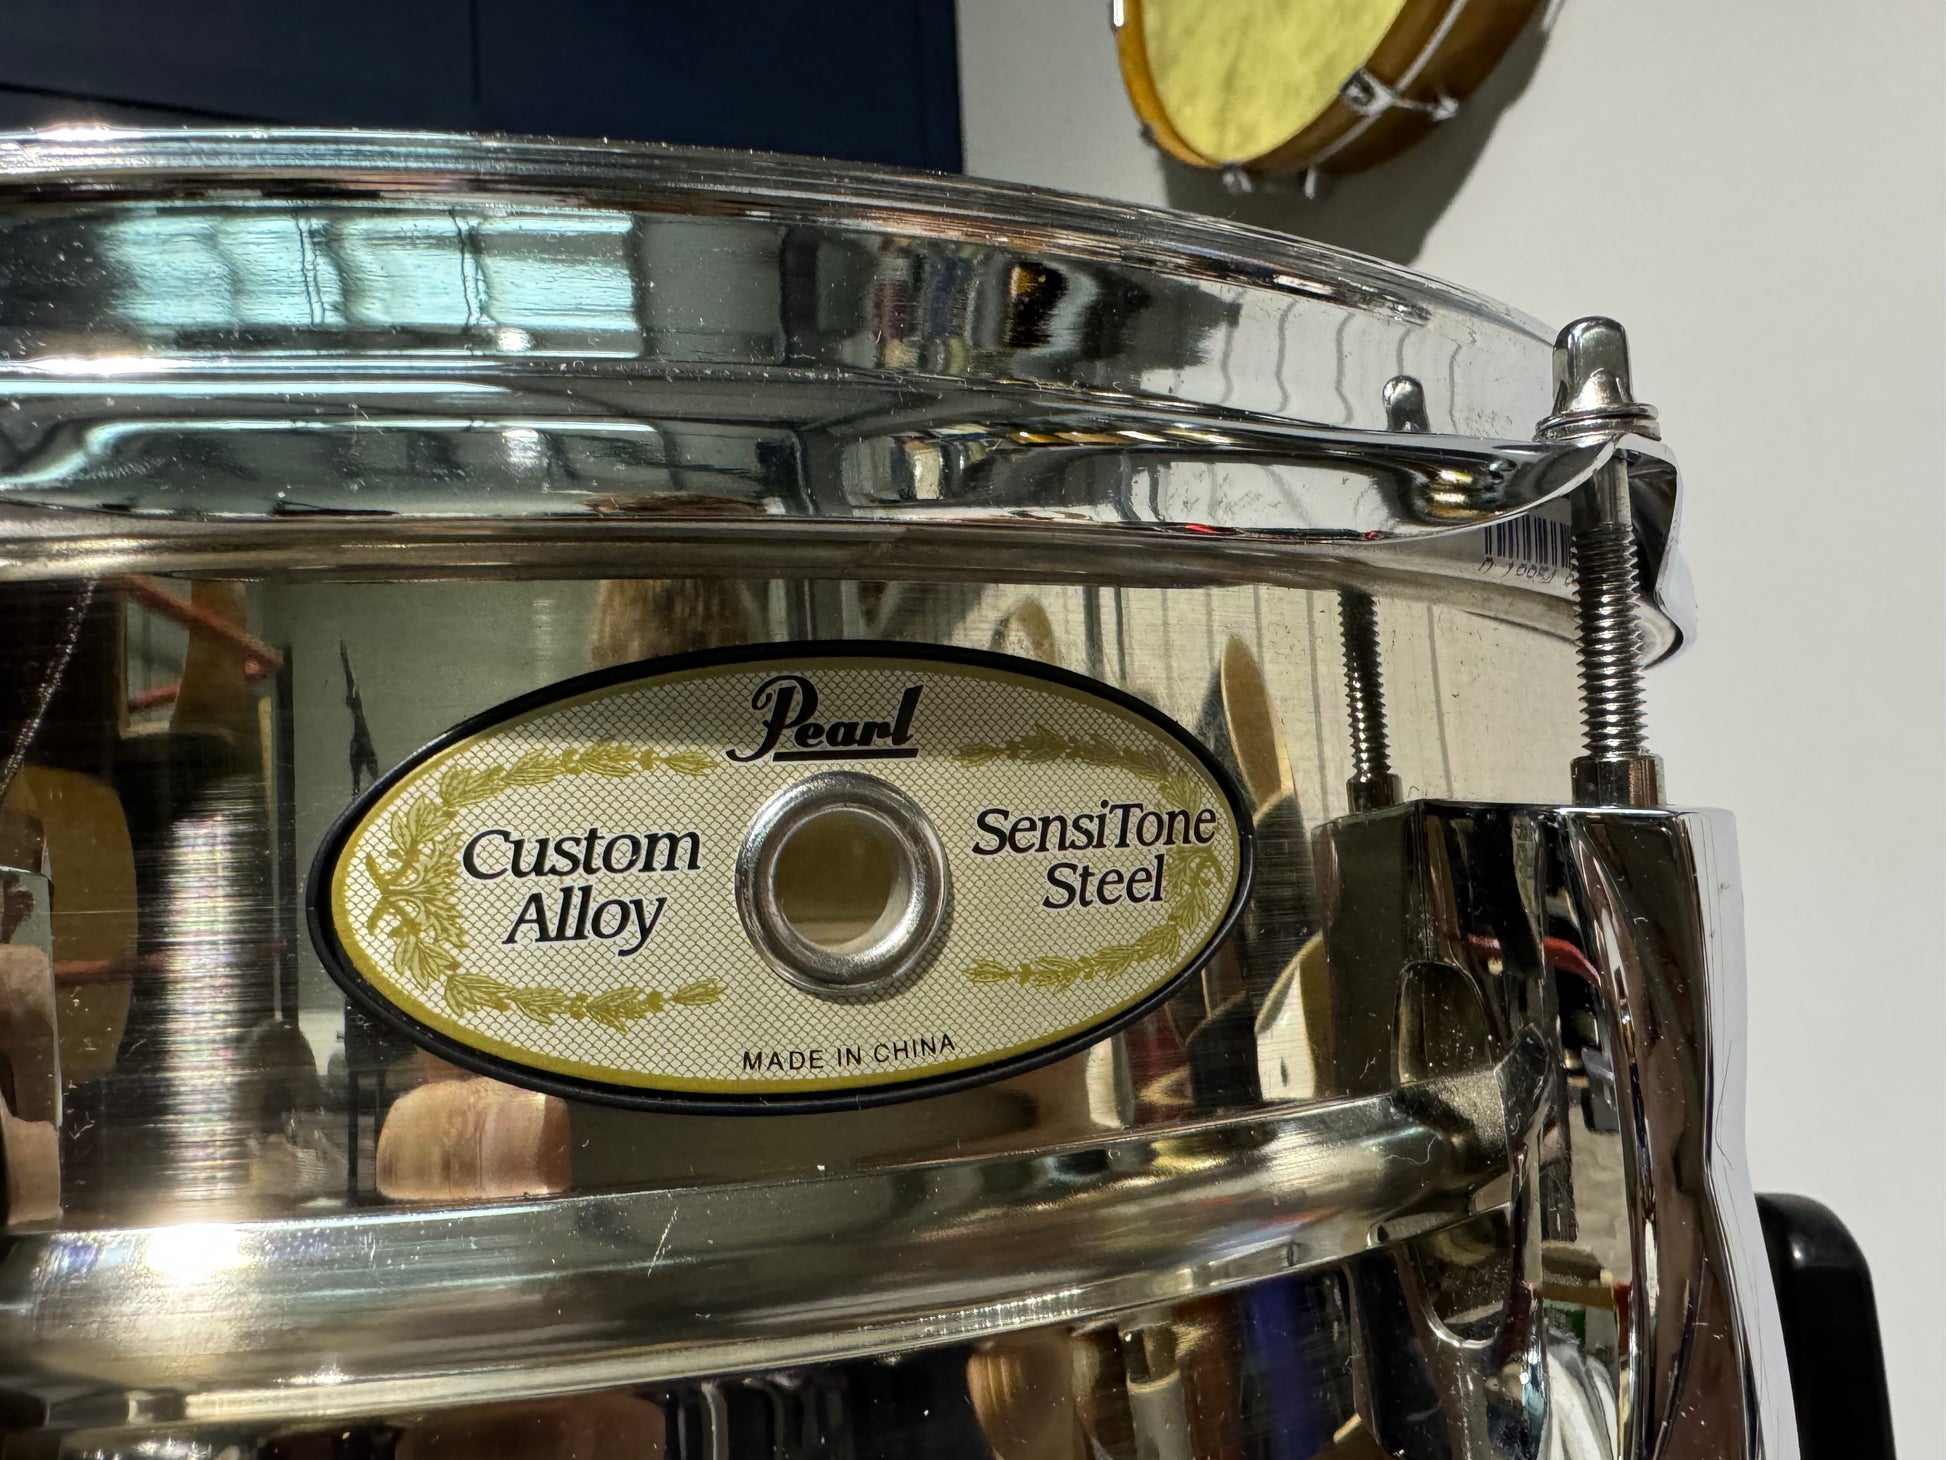 Pearl
Custom
Alloy
SensiTone
Steel
MADE IN CHINA